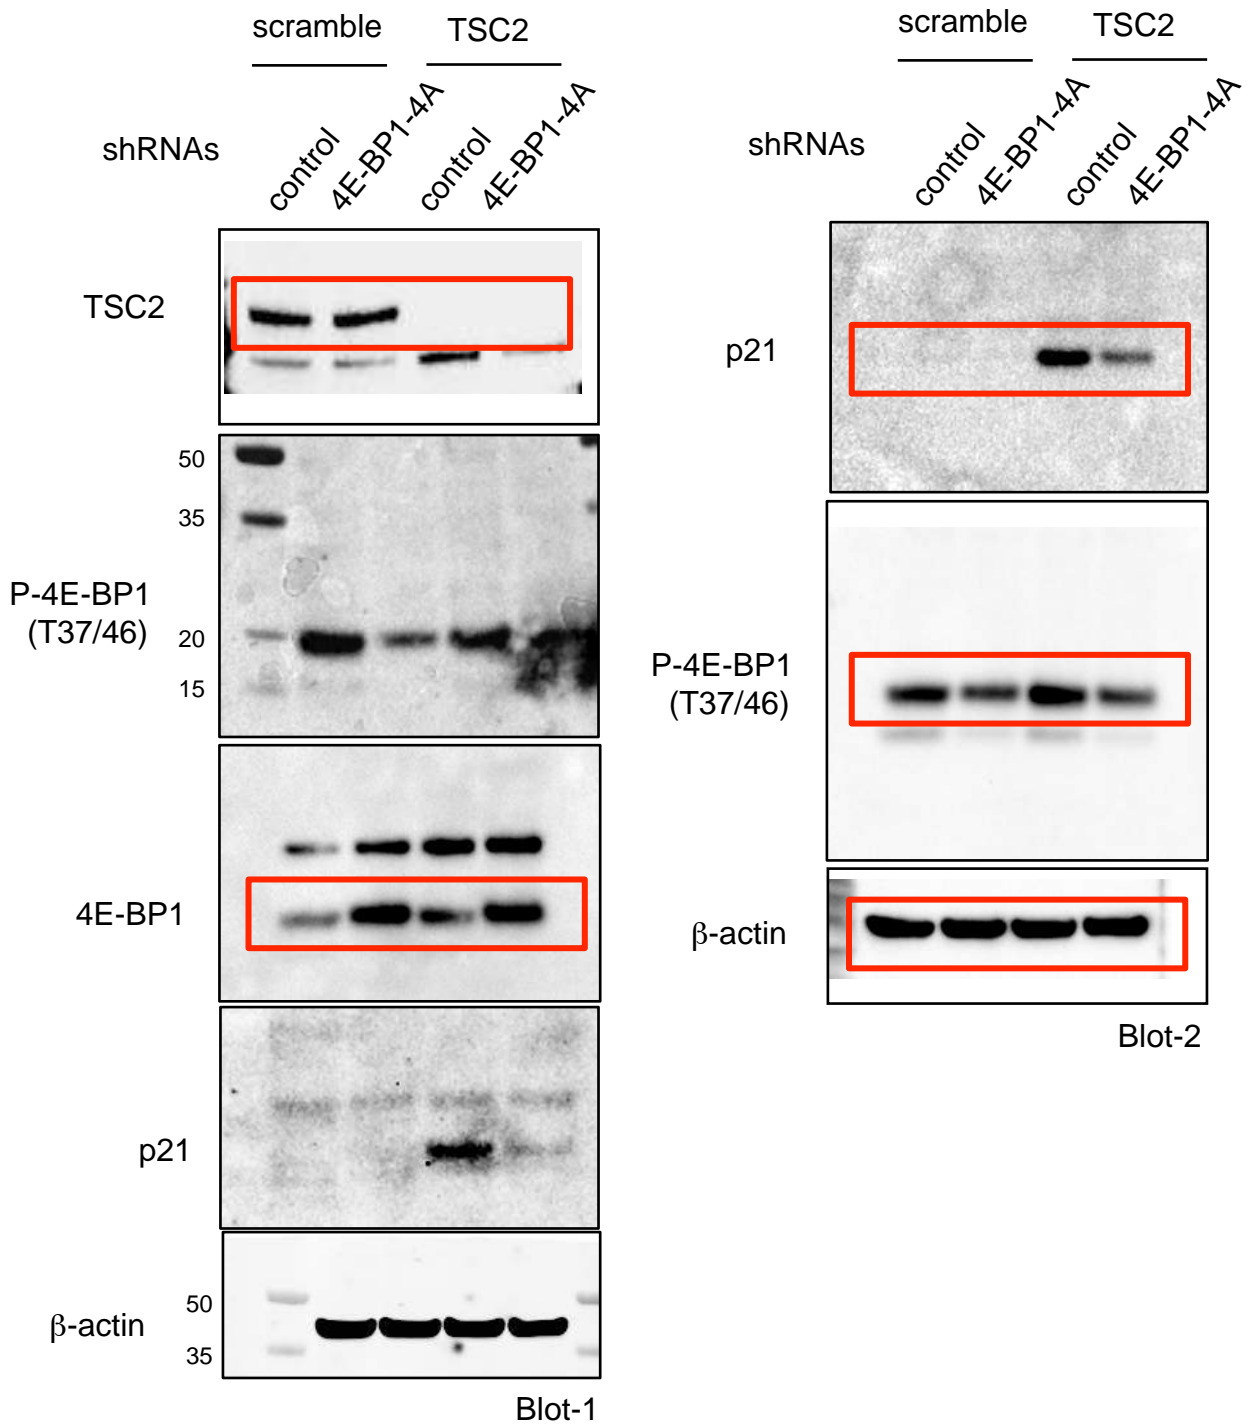 scramble TSC2
shRNAs control 4E-BP1-4A control 4E-BP1-4A
TSC2
50
35
P-4E-BP1
(T37/46)
20
15
4E-BP1
p21
50
β-actin
35
Blot-1
scramble TSC2
shRNAs control 4E-BP1-4A control 4E-BP1-4A
p21
P-4E-BP1
(T37/46)
β-actin
Blot-2